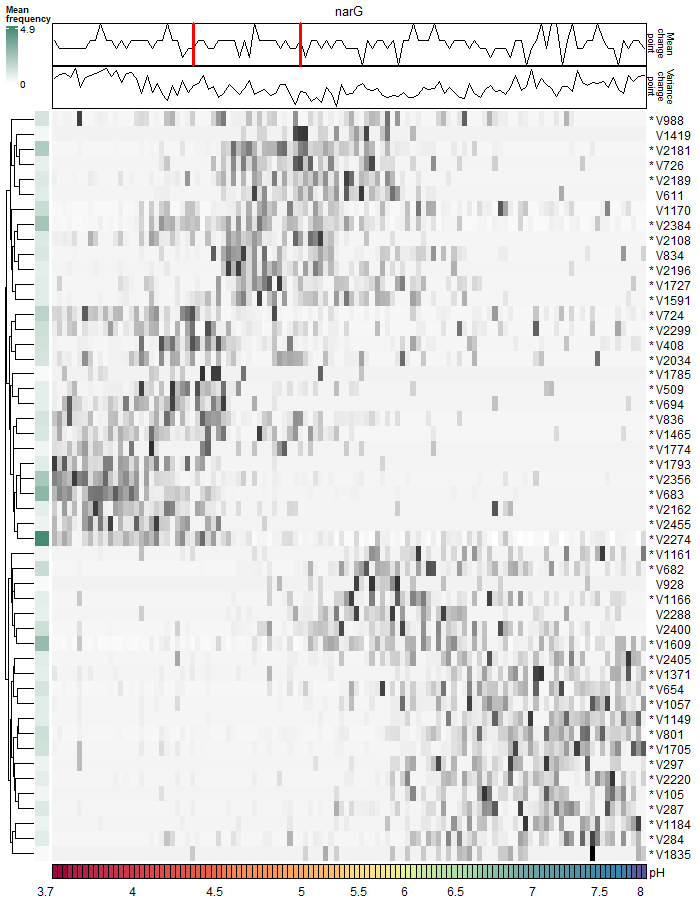 narG
Mean
frequency
4.9
0
Mean
change
point
Variance
change
point
* V988
V1419
* V2181
* V726
* V2189
V611
V1170
* V2384
* V2108
V834
* V2196
* V1727
* V1591
* V724
* V2299
* V408
* V2034
* V1785
* V509
* V694
* V836
* V1465
* V1774
* V1793
* V2356
* V683
* V2162
* V2455
* V2274
* V1161
* V682
V928
* V1166
V2288
V2400
* V1609
* V2405
* V1371
* V654
* V1057
* V1149
* V801
* V1705
* V297
* V2220
* V105
* V287
* V1184
* V284
* V1835
pH
3.7 4 4.5 5 5.5 6 6.5 7 7.5 8